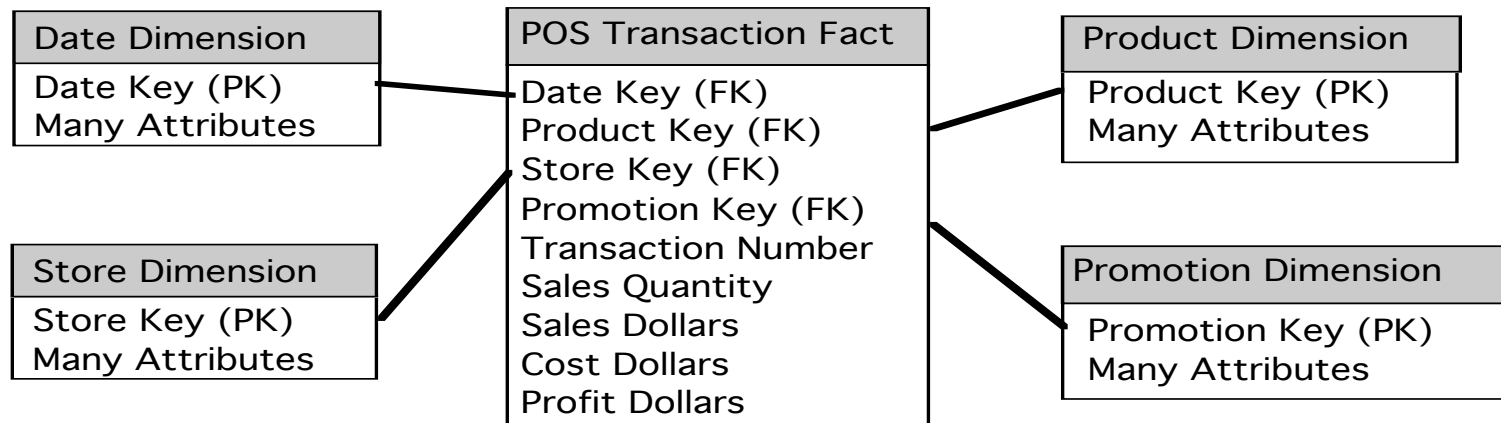 Date Dimension
Date Key (PK)
Many Attributes
Store Dimension
Store Key (PK)
Many Attributes
POS Transaction Fact
Date Key (FK)
Product Key (FK)
Store Key (FK)
Promotion Key (FK)
Transaction Number
Sales Quantity
Sales Dollars
Cost Dollars
Profit Dollars
Product Dimension
Product Key (PK)
Many Attributes
Promotion Dimension
Promotion Key (PK)
Many Attributes